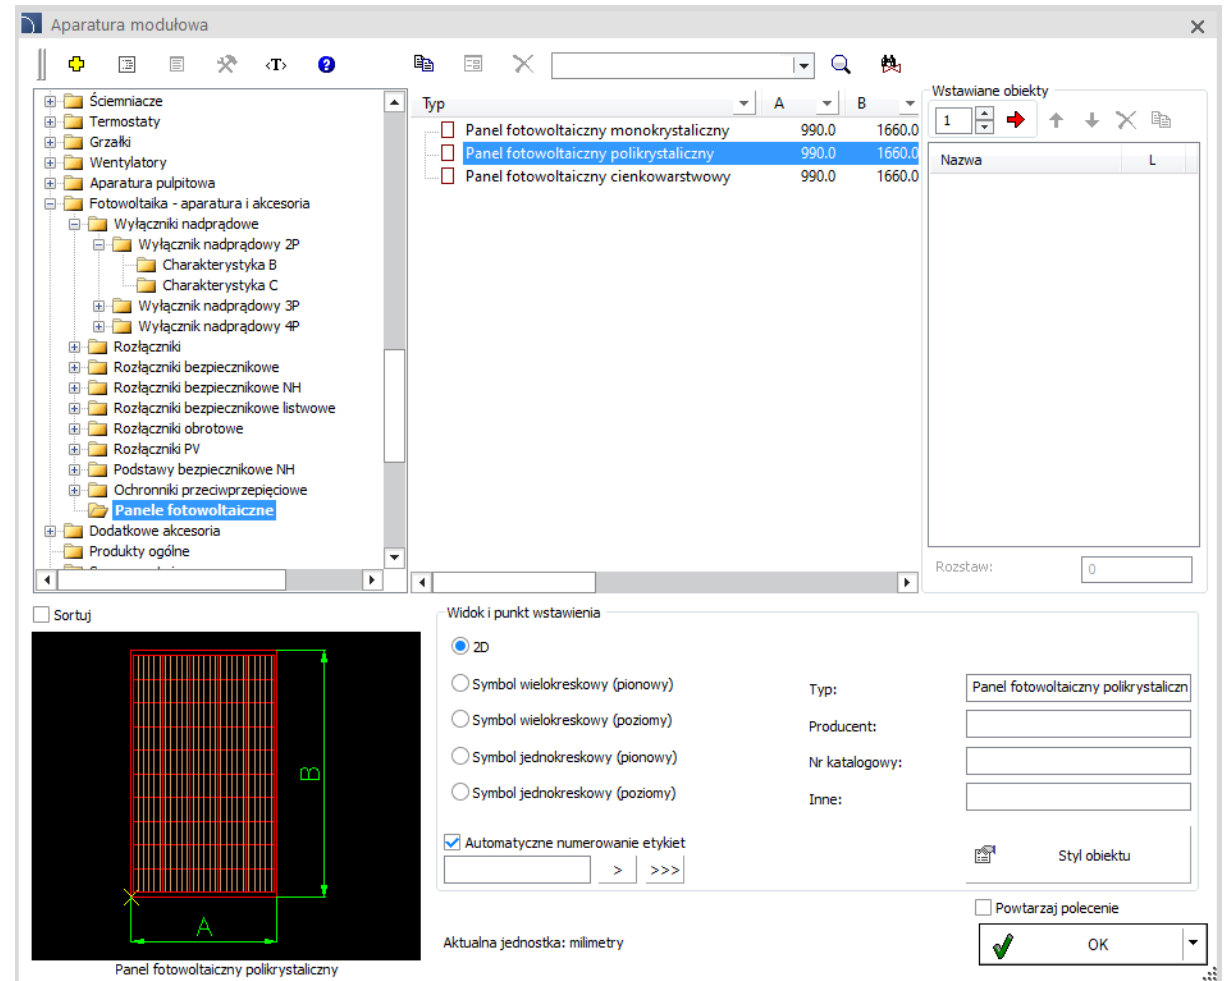 Aparatura modułowa
‹T›
?
Ściemniacze
Termostaty
Grzałki
Wentylatory
Aparatura pulpitowa
Fotowoltaika - aparatura i akcesoria
Wyłączniki nadprądowe
Wyłącznik nadprądowy 2P
Charakterystyka B
Charakterystyka C
Wyłącznik nadprądowy 3P
Wyłącznik nadprądowy 4P
Rozłączniki
Rozłączniki bezpiecznikowe
Rozłączniki bezpiecznikowe NH
Rozłączniki bezpiecznikowe listwowe
Rozłączniki obrotowe
Rozłączniki PV
Podstawy bezpiecznikowe NH
Ochronniki przeciwprzepięciowe
Panele fotowoltaiczne
Dodatkowe akcesoria
Produkty ogólne
Typ A B
Panel fotowoltaiczny monokrystaliczny 990.0 1660.0
Panel fotowoltaiczny polikrystaliczny 990.0 1660.0
Panel fotowoltaiczny cienkowarstwowy 990.0 1660.0
Wstawiane obiekty
1
Nazwa L
Rozstaw: 0
Sortuj
B
A
Panel fotowoltaiczny polikrystaliczny
Widok i punkt wstawienia
2D
Symbol wielokreskowy (pionowy)
Symbol wielokreskowy (poziomy)
Symbol jednokreskowy (pionowy)
Symbol jednokreskowy (poziomy)
Automatyczne numerowanie etykiet
> >>>
Typ: Panel fotowoltaiczny polikrystaliczn
Producent:
Nr katalogowy:
Inne:
Styl obiektu
Aktualna jednostka: milimetry
Powtarzaj polecenie
OK